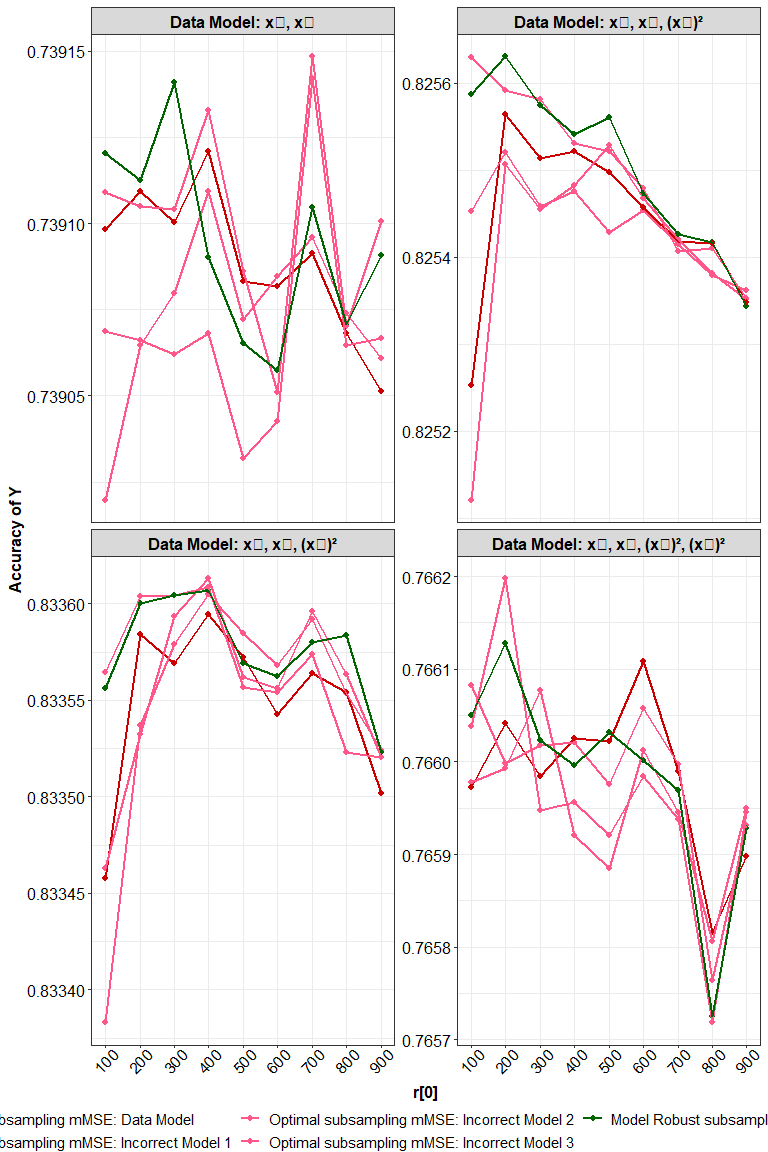 Data Model: x▯, x▯
Data Model: x▯, x▯, (x▯)²
0.73915
0.73910
0.73905
0.8256
0.8254
0.8252
Accuracy of Y
Data Model: x▯, x▯, (x▯)²
Data Model: x▯, x▯, (x▯)², (x▯)²
0.83360
0.83355
0.83350
0.83345
0.83340
0.7662
0.7661
0.7660
0.7659
0.7658
0.7657
100 200 300 400 500 600 700 800 900
100 200 300 400 500 600 700 800 900
r[0]
bsampling mMSE: Data Model
Optimal subsampling mMSE: Incorrect Model 2
Model Robust subsampl
bsampling mMSE: Incorrect Model 1
Optimal subsampling mMSE: Incorrect Model 3